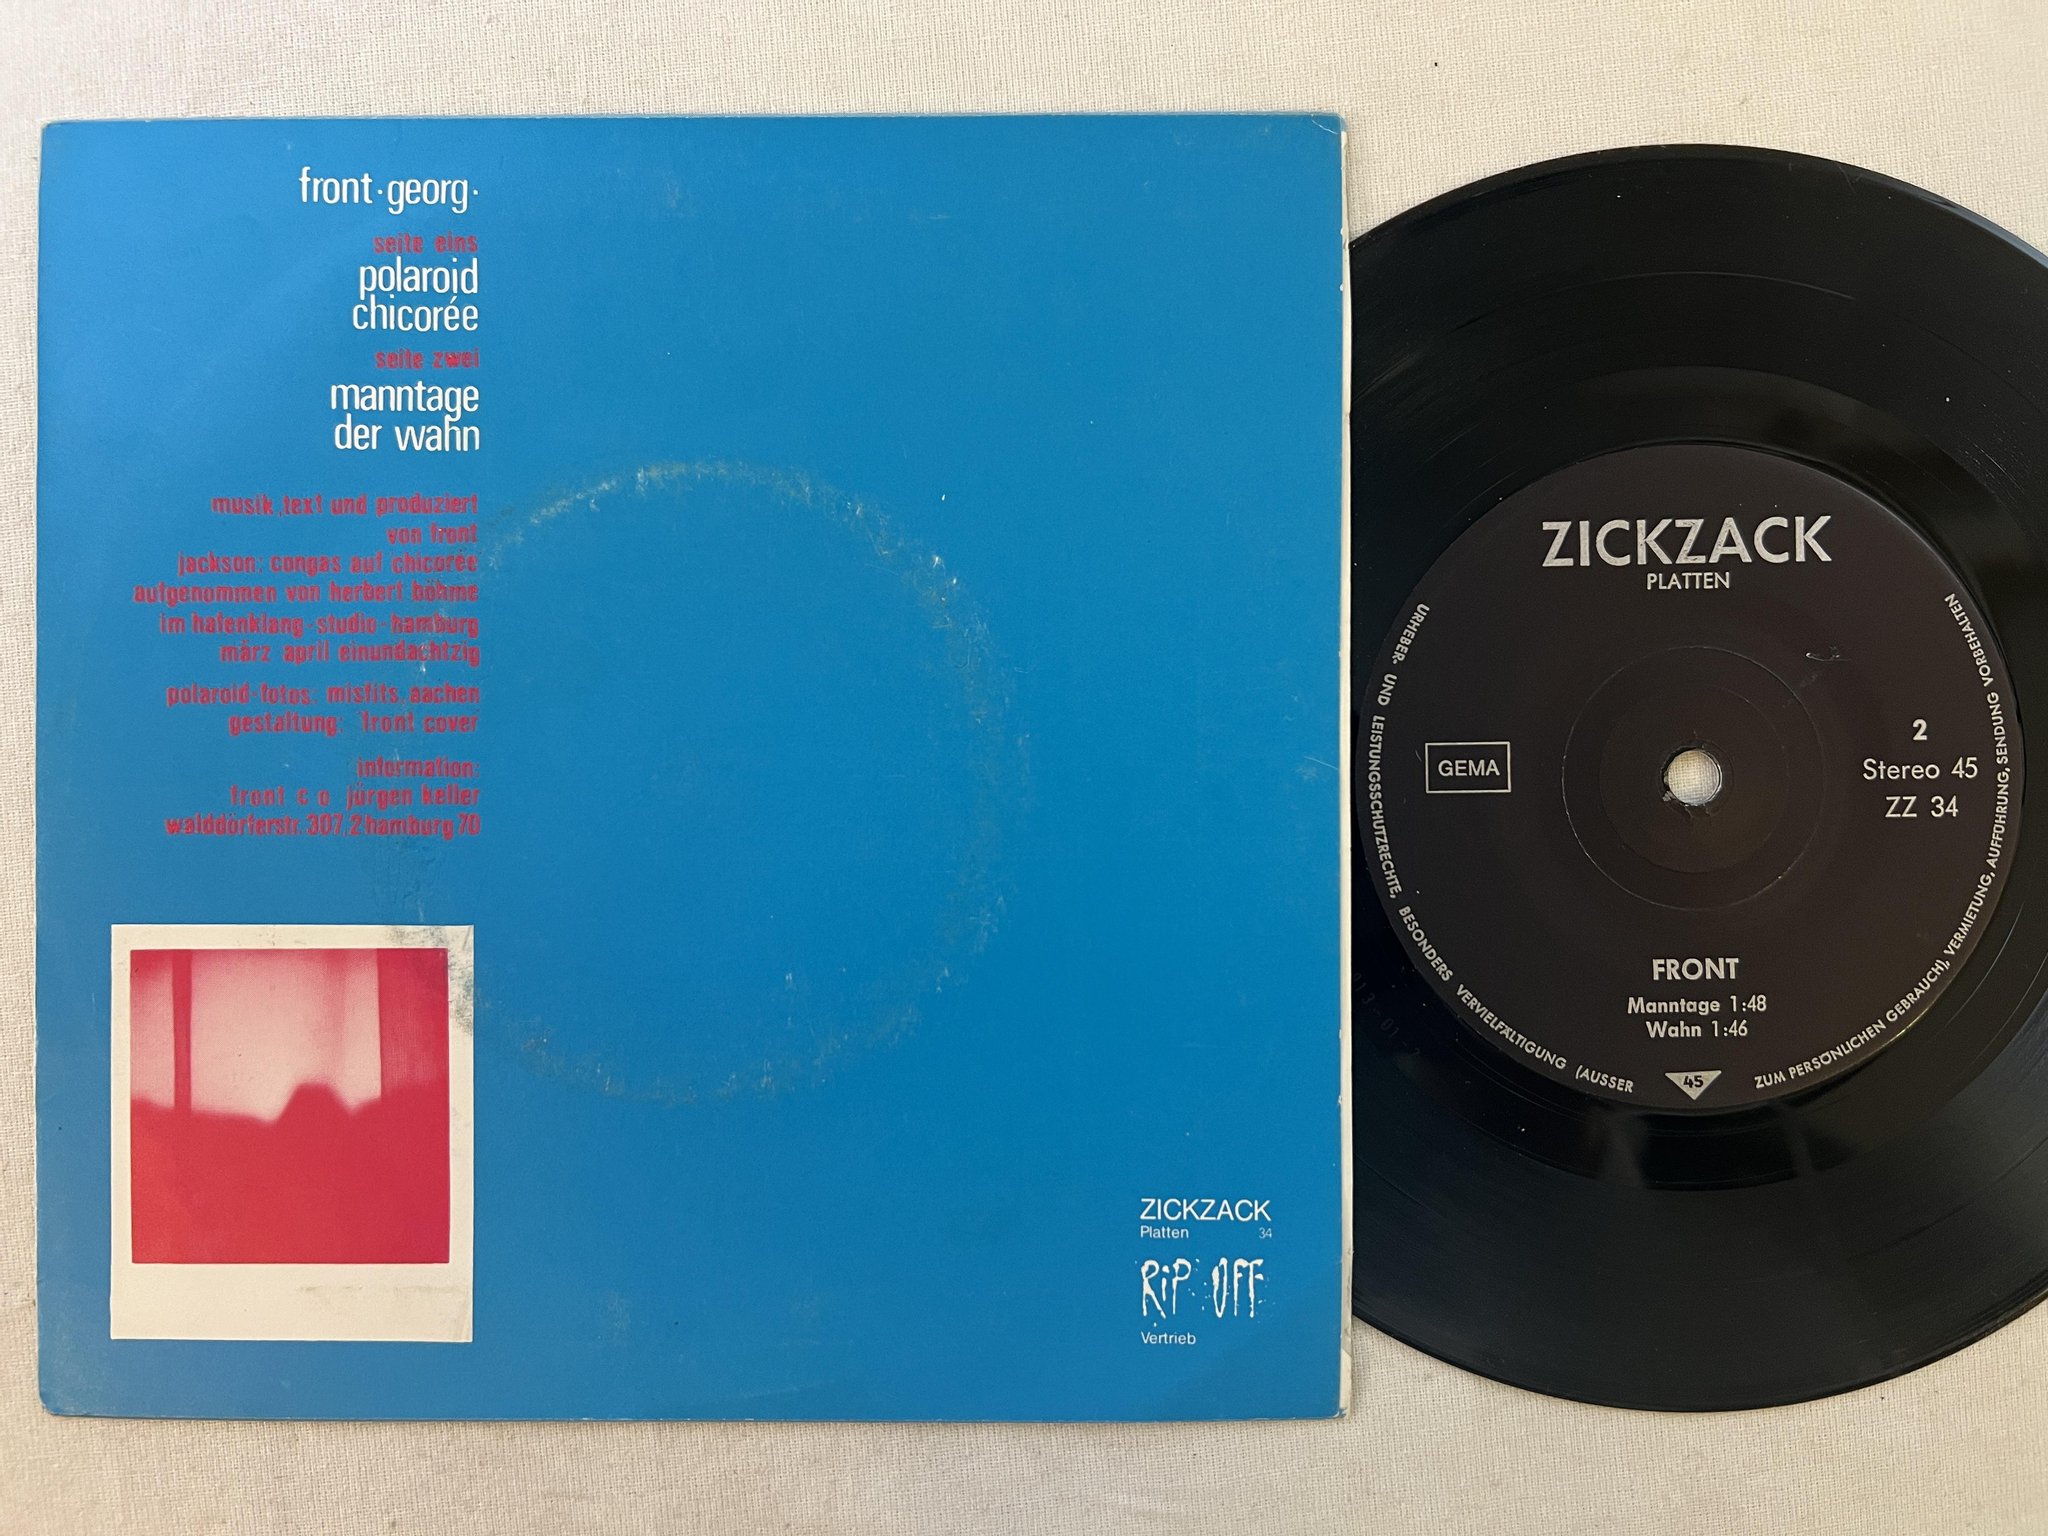 front · georg ·
seite eins
polaroid
chicorée
seite zwei
manntage
der wahn
musik, text und produziert
von front
jackson: congas auf chicorée
aufgenommen von herbert böhme
im hafenklang-studio-hamburg
märz april einundachtzig
polaroid-fotos: misfits, aachen
gestaltung: front cover
information:
front c o jürgen keller
walddörferstr. 307, 2 hamburg 70
ZICKZACK
Platten 34
RiP OFF
Vertrieb
ZICKZACK
PLATTEN
GEMA
2
Stereo 45
ZZ 34
FRONT
Manntage 1:48
Wahn 1:46
45
URHEBER- UND LEISTUNGSSCHUTZRECHTE, BESONDERS VERVIELFÄLTIGUNG (AUSSER ZUM PERSÖNLICHEN GEBRAUCH), VERMIETUNG, AUFFÜHRUNG, SENDUNG VORBEHALTEN